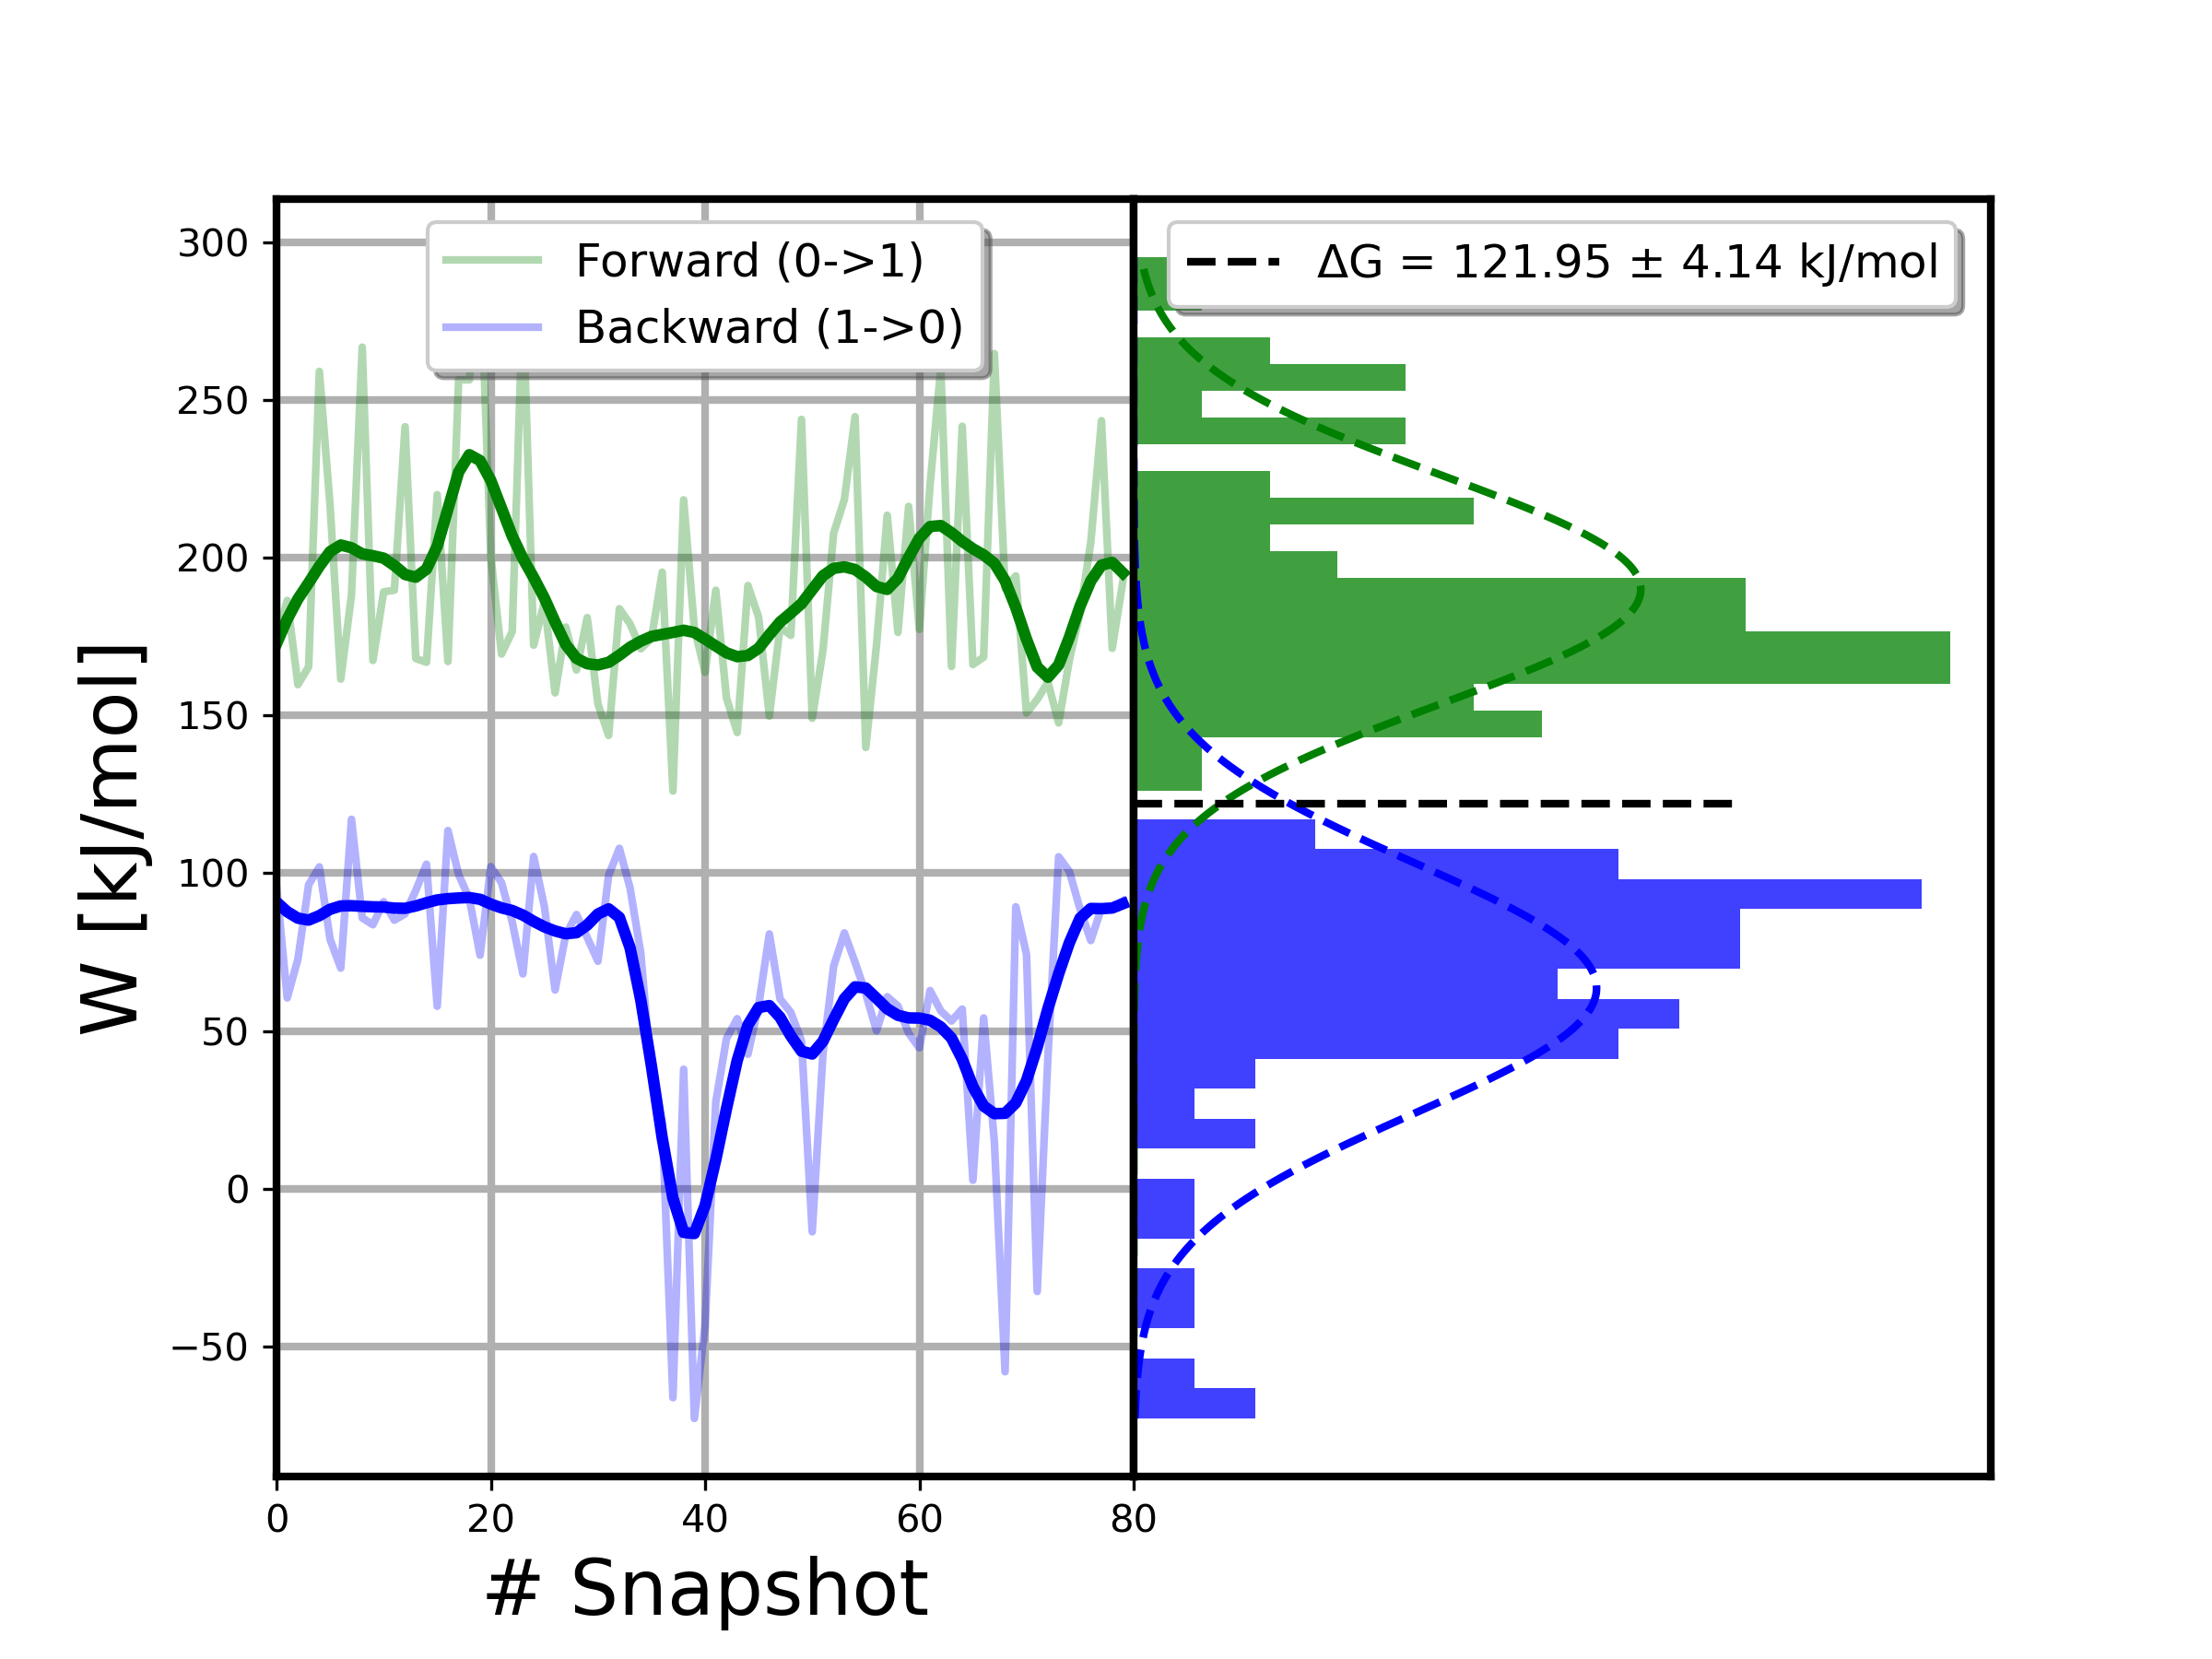 Forward (0->1)
Backward (1->0)
ΔG = 121.95 ± 4.14 kJ/mol
W [kJ/mol]
300
250
200
150
100
50
0
−50
0 20 40 60 80
# Snapshot